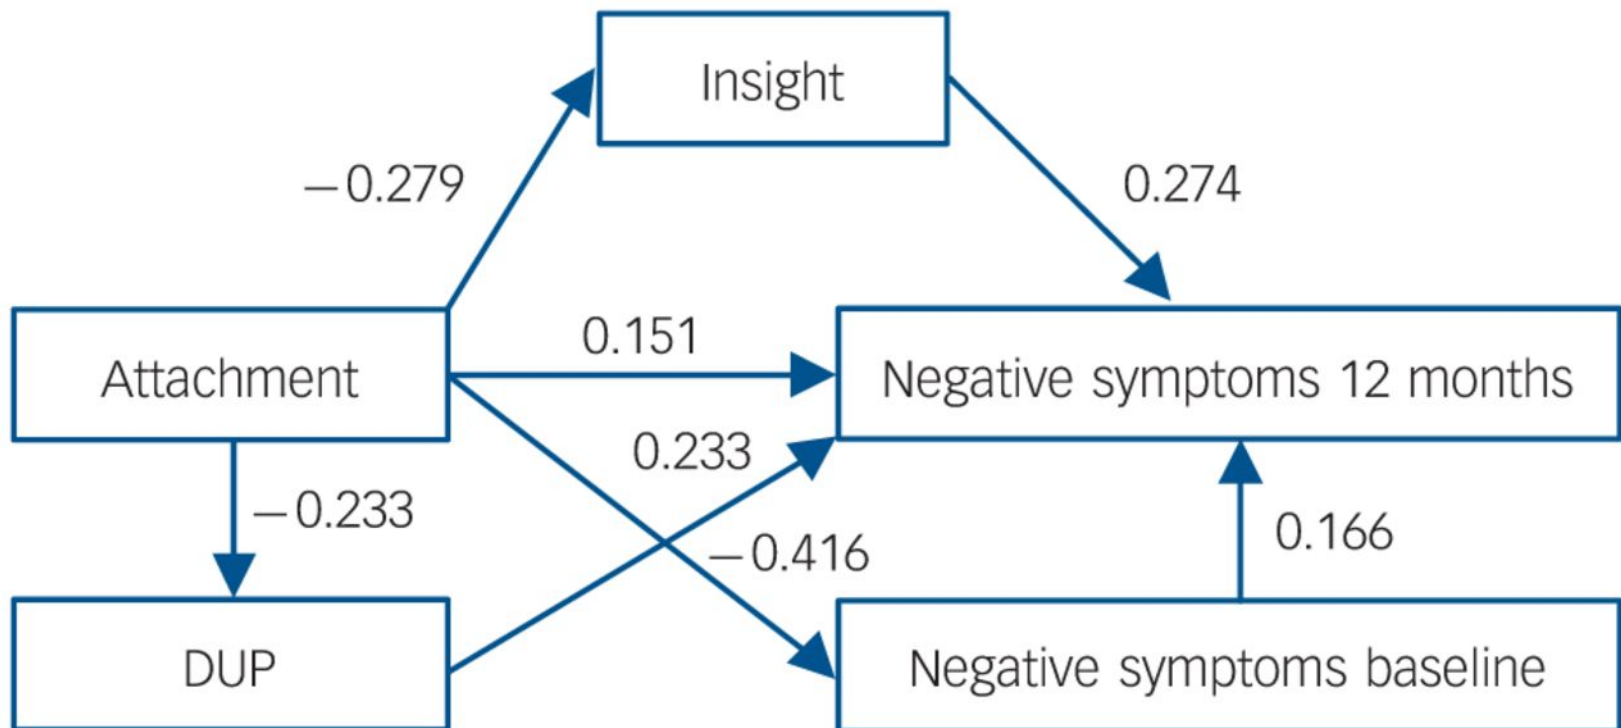 Insight
−0.279
0.274
0.151
Attachment
Negative symptoms 12 months
0.233
−0.233
−0.416
0.166
DUP
Negative symptoms baseline